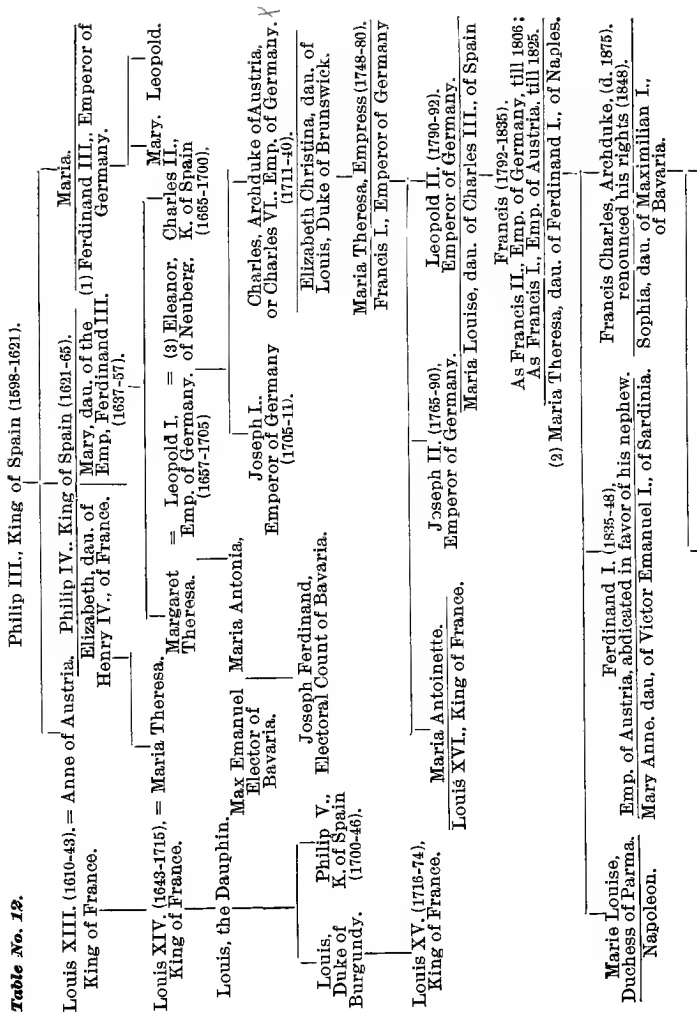 Table No. 12.
Philip III., King of Spain (1598-1621).
Louis XIII. (1610-43). = Anne of Austria.
King of France.
Philip IV.. King of Spain (1621-65).
Elizabeth, dau. of
Henry IV., of France.
Mary, dau. of the
Emp. Ferdinand III.
(1637-57).
Maria.
(1) Ferdinand III., Emperor of
Germany.
Louis XIV. (1643-1715), = Maria Theresa.
King of France.
Margaret
Theresa.
= Leopold I. = (3) Eleanor,
Emp. of Germany. of Neuberg,
(1657-1705)
Charles II.,
K. of Spain
(1665-1700).
Mary. Leopold.
Louis, the Dauphin.
Max Emanuel
Elector of
Bavaria.
Maria Antonia,
Joseph I..
Emperor of Germany
(1705-11).
Charles, Archduke of Austria,
or Charles VI., Emp. of Germany.
(1711-40).
Elizabeth Christina, dau. of
Louis, Duke of Brunswick.
Joseph Ferdinand,
Electoral Count of Bavaria.
Louis,
Duke of
Burgundy.
Philip V.,
K. of Spain
(1700-46).
Maria Theresa, Empress (1748-80).
Francis I., Emperor of Germany
Louis XV. (1716-74),
King of France.
Maria Antoinette.
Louis XVI., King of France.
Joseph II. (1765-90),
Emperor of Germany.
Leopold II. (1790-92)
Emperor of Germany.
Maria Louise, dau. of Charles III., of Spain
Francis (1792-1835).
As Francis II., Emp. of Germany, till 1806;
As Francis I., Emp. of Austria, till 1825.
(2) Maria Theresa, dau. of Ferdinand I., of Naples.
Marie Louise,
Duchess of Parma.
Napoleon.
Ferdinand I. (1835-48),
Emp. of Austria, abdicated in favor of his nephew.
Mary Anne. dau, of Victor Emanuel I., of Sardinia.
Francis Charles, Archduke, (d. 1875).
renounced his rights (1848).
Sophia, dau. of Maximilian I.,
of Bavaria.